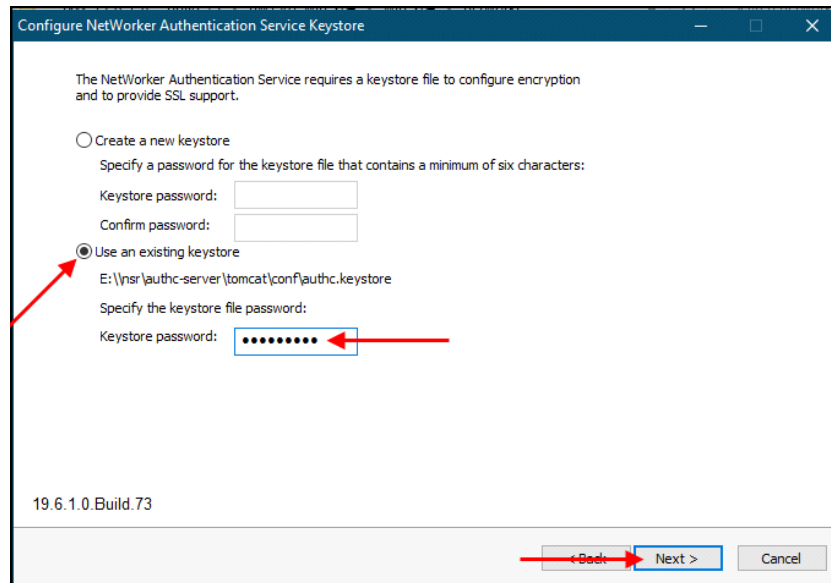 Configure NetWorker Authentication Service Keystore
The NetWorker Authentication Service requires a keystore file to configure encryption
and to provide SSL support.
Create a new keystore
Specify a password for the keystore file that contains a minimum of six characters:
Keystore password:
Confirm password:
Use an existing keystore
E:\\nsr\authc-server\tomcat\conf\authc.keystore
Specify the keystore file password:
Keystore password: •••••••••
19.6.1.0.Build.73
< Back Next > Cancel